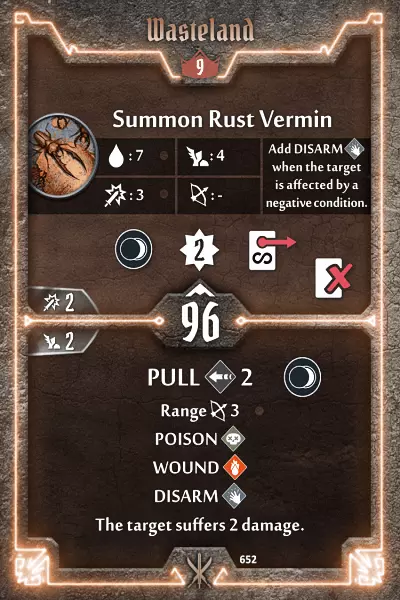 Wasteland
9
Summon Rust Vermin
:7 :4
:3 :-
Add DISARM
when the target
is affected by a
negative condition.
2
S
2
96
2
PULL 2
Range 3
POISON
WOUND
DISARM
The target suffers 2 damage.
652